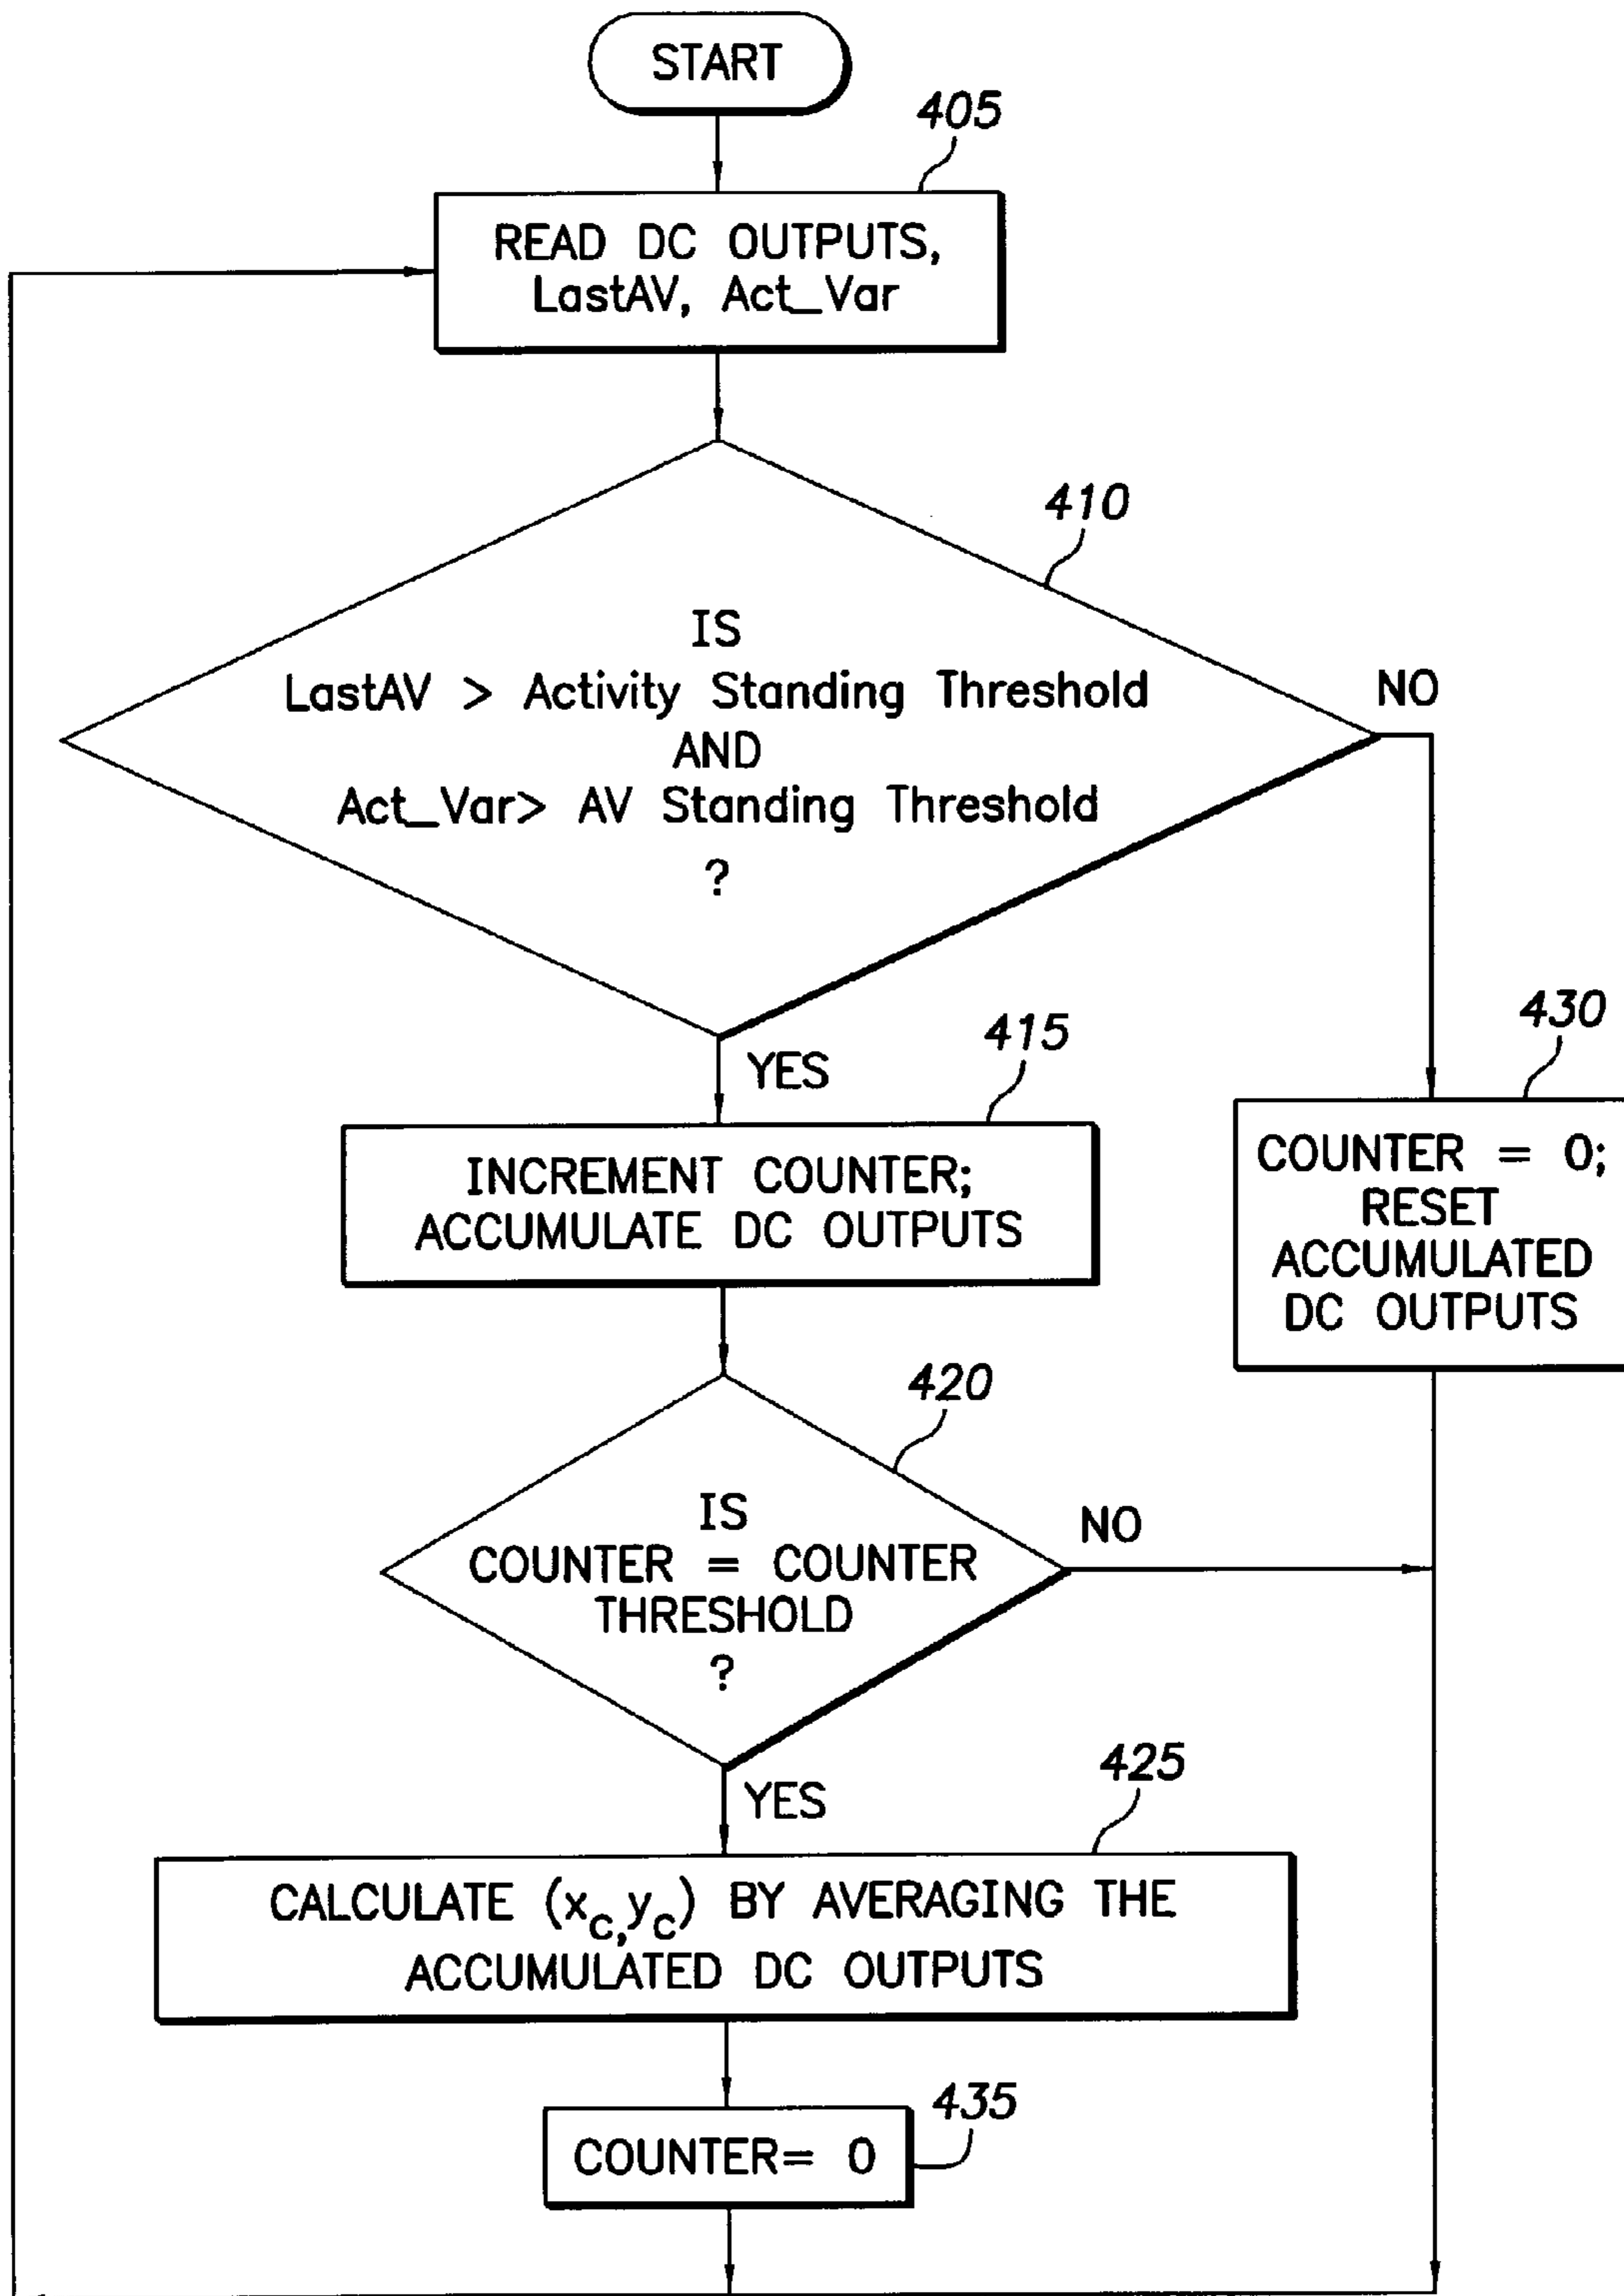 START
405
READ DC OUTPUTS,
LastAV, Act_Var
410
IS
LastAV > Activity Standing Threshold
AND
Act_Var> AV Standing Threshold
?
NO
YES
415
INCREMENT COUNTER;
ACCUMULATE DC OUTPUTS
430
COUNTER = 0;
RESET
ACCUMULATED
DC OUTPUTS
420
IS
COUNTER = COUNTER
THRESHOLD
?
NO
YES
425
CALCULATE (xc,yc) BY AVERAGING THE
ACCUMULATED DC OUTPUTS
435
COUNTER= 0